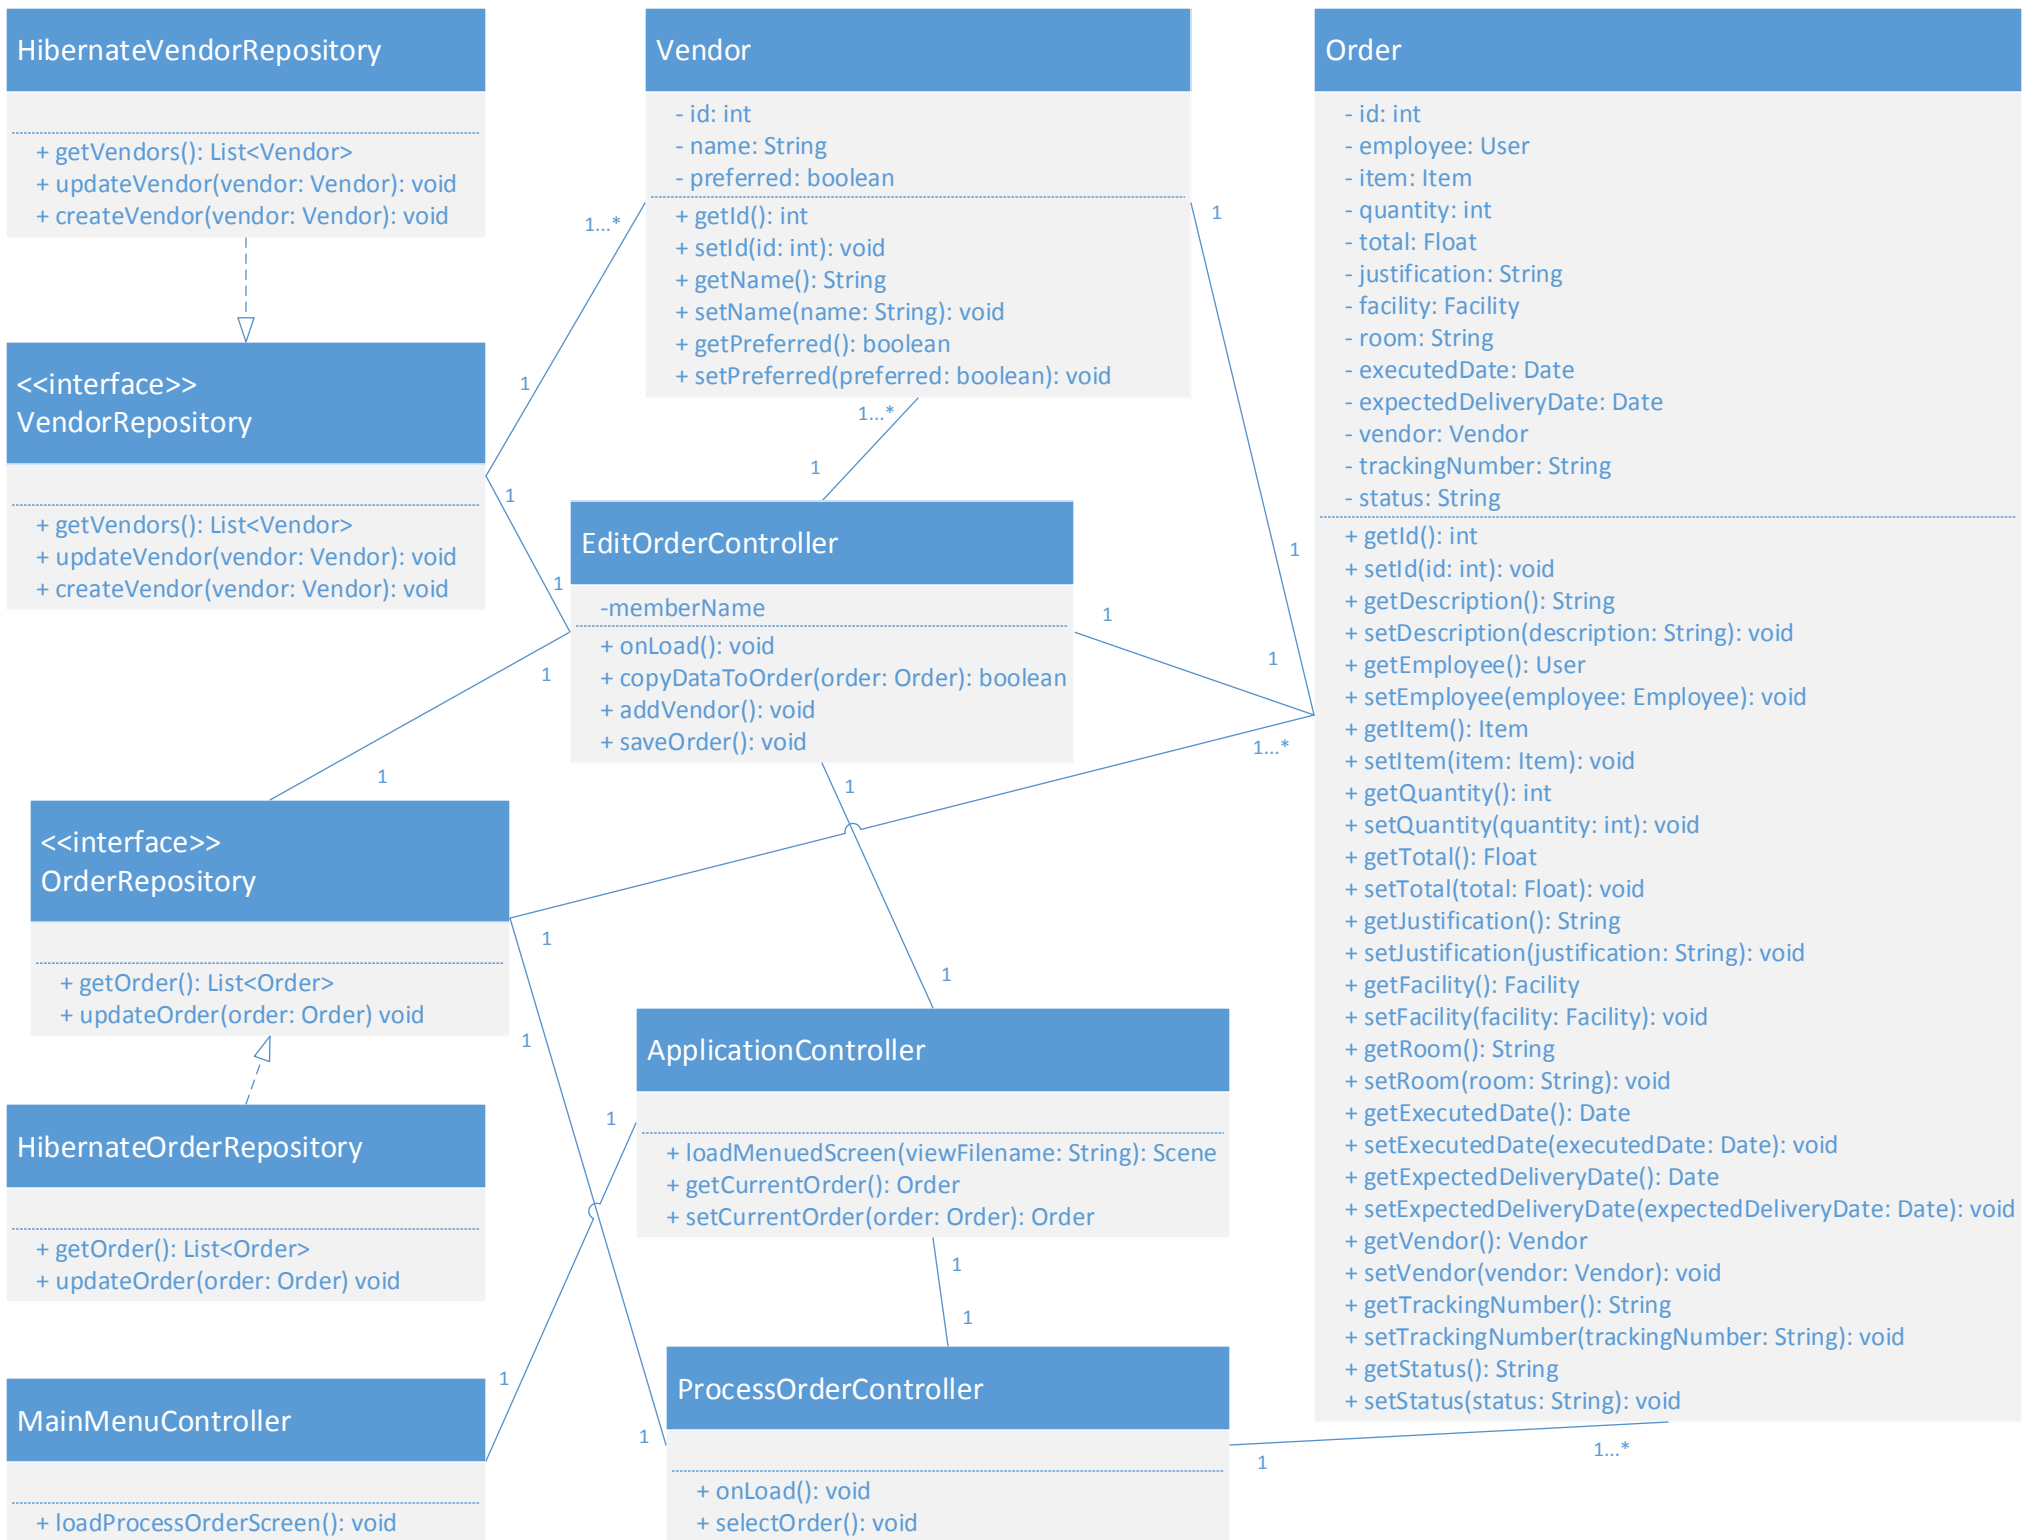 HibernateVendorRepository
+ getVendors(): List<Vendor>
+ updateVendor(vendor: Vendor): void
+ createVendor(vendor: Vendor): void
<<interface>>
VendorRepository
+ getVendors(): List<Vendor>
+ updateVendor(vendor: Vendor): void
+ createVendor(vendor: Vendor): void
Vendor
- id: int
- name: String
- preferred: boolean
+ getId(): int
+ setId(id: int): void
+ getName(): String
+ setName(name: String): void
+ getPreferred(): boolean
+ setPreferred(preferred: boolean): void
1...*
1
1
1
1...*
1
1
1
EditOrderController
-memberName
+ onLoad(): void
+ copyDataToOrder(order: Order): boolean
+ addVendor(): void
+ saveOrder(): void
1
1
1
1
1...*
1
1
1
<<interface>>
OrderRepository
+ getOrder(): List<Order>
+ updateOrder(order: Order) void
1
1
HibernateOrderRepository
+ getOrder(): List<Order>
+ updateOrder(order: Order) void
ApplicationController
+ loadMenuedScreen(viewFilename: String): Scene
+ getCurrentOrder(): Order
+ setCurrentOrder(order: Order): Order
1
1
1
1
1
MainMenuController
+ loadProcessOrderScreen(): void
ProcessOrderController
+ onLoad(): void
+ selectOrder(): void
1
1...*
Order
- id: int
- employee: User
- item: Item
- quantity: int
- total: Float
- justification: String
- facility: Facility
- room: String
- executedDate: Date
- expectedDeliveryDate: Date
- vendor: Vendor
- trackingNumber: String
- status: String
+ getId(): int
+ setId(id: int): void
+ getDescription(): String
+ setDescription(description: String): void
+ getEmployee(): User
+ setEmployee(employee: Employee): void
+ getItem(): Item
+ setItem(item: Item): void
+ getQuantity(): int
+ setQuantity(quantity: int): void
+ getTotal(): Float
+ setTotal(total: Float): void
+ getJustification(): String
+ setJustification(justification: String): void
+ getFacility(): Facility
+ setFacility(facility: Facility): void
+ getRoom(): String
+ setRoom(room: String): void
+ getExecutedDate(): Date
+ setExecutedDate(executedDate: Date): void
+ getExpectedDeliveryDate(): Date
+ setExpectedDeliveryDate(expectedDeliveryDate: Date): void
+ getVendor(): Vendor
+ setVendor(vendor: Vendor): void
+ getTrackingNumber(): String
+ setTrackingNumber(trackingNumber: String): void
+ getStatus(): String
+ setStatus(status: String): void